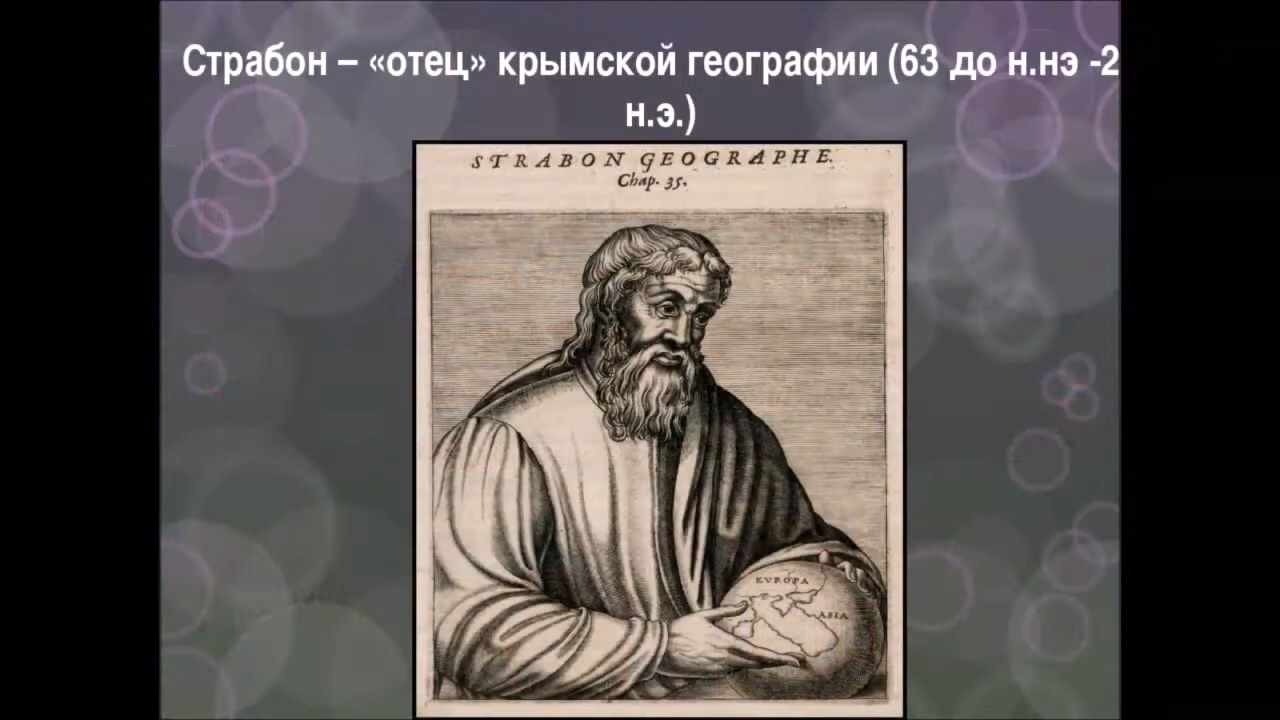 Страбон – «отец» крымской географии (63 до н.нэ -2
н.э.)
STRABON GEOGRAPHE.
Chap. 35.
EVROPA
ASIA